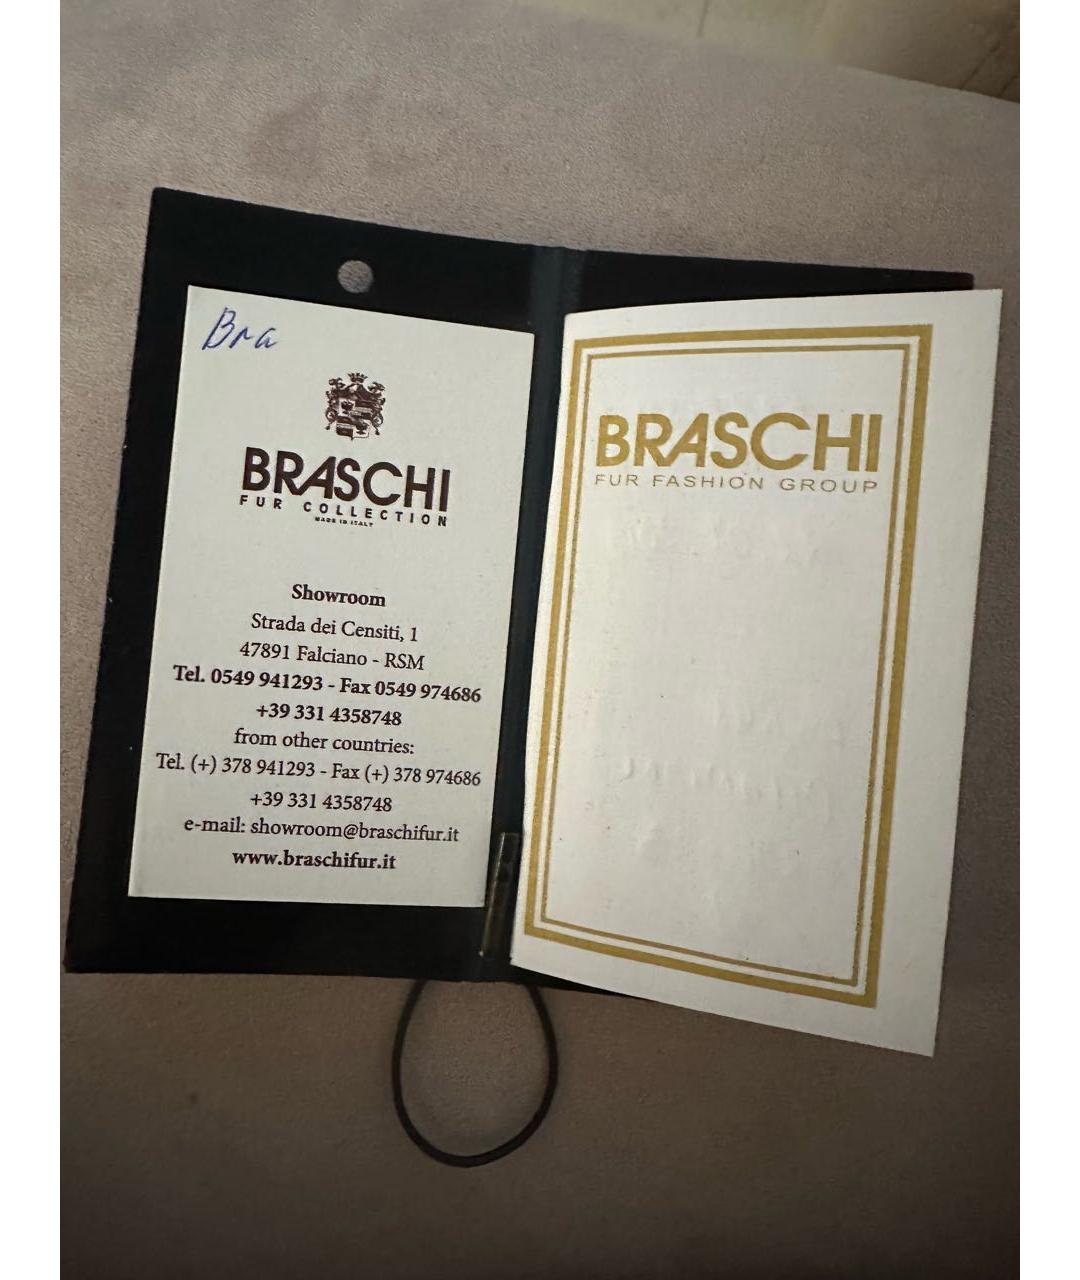 Bra
BRASCHI
FUR COLLECTION
MADE IN ITALY
Showroom
Strada dei Censiti, 1
47891 Falciano - RSM
Tel. 0549 941293 - Fax 0549 974686
+39 331 4358748
from other countries:
Tel. (+) 378 941293 - Fax (+) 378 974686
+39 331 4358748
e-mail: showroom@braschifur.it
www.braschifur.it
BRASCHI
FUR FASHION GROUP